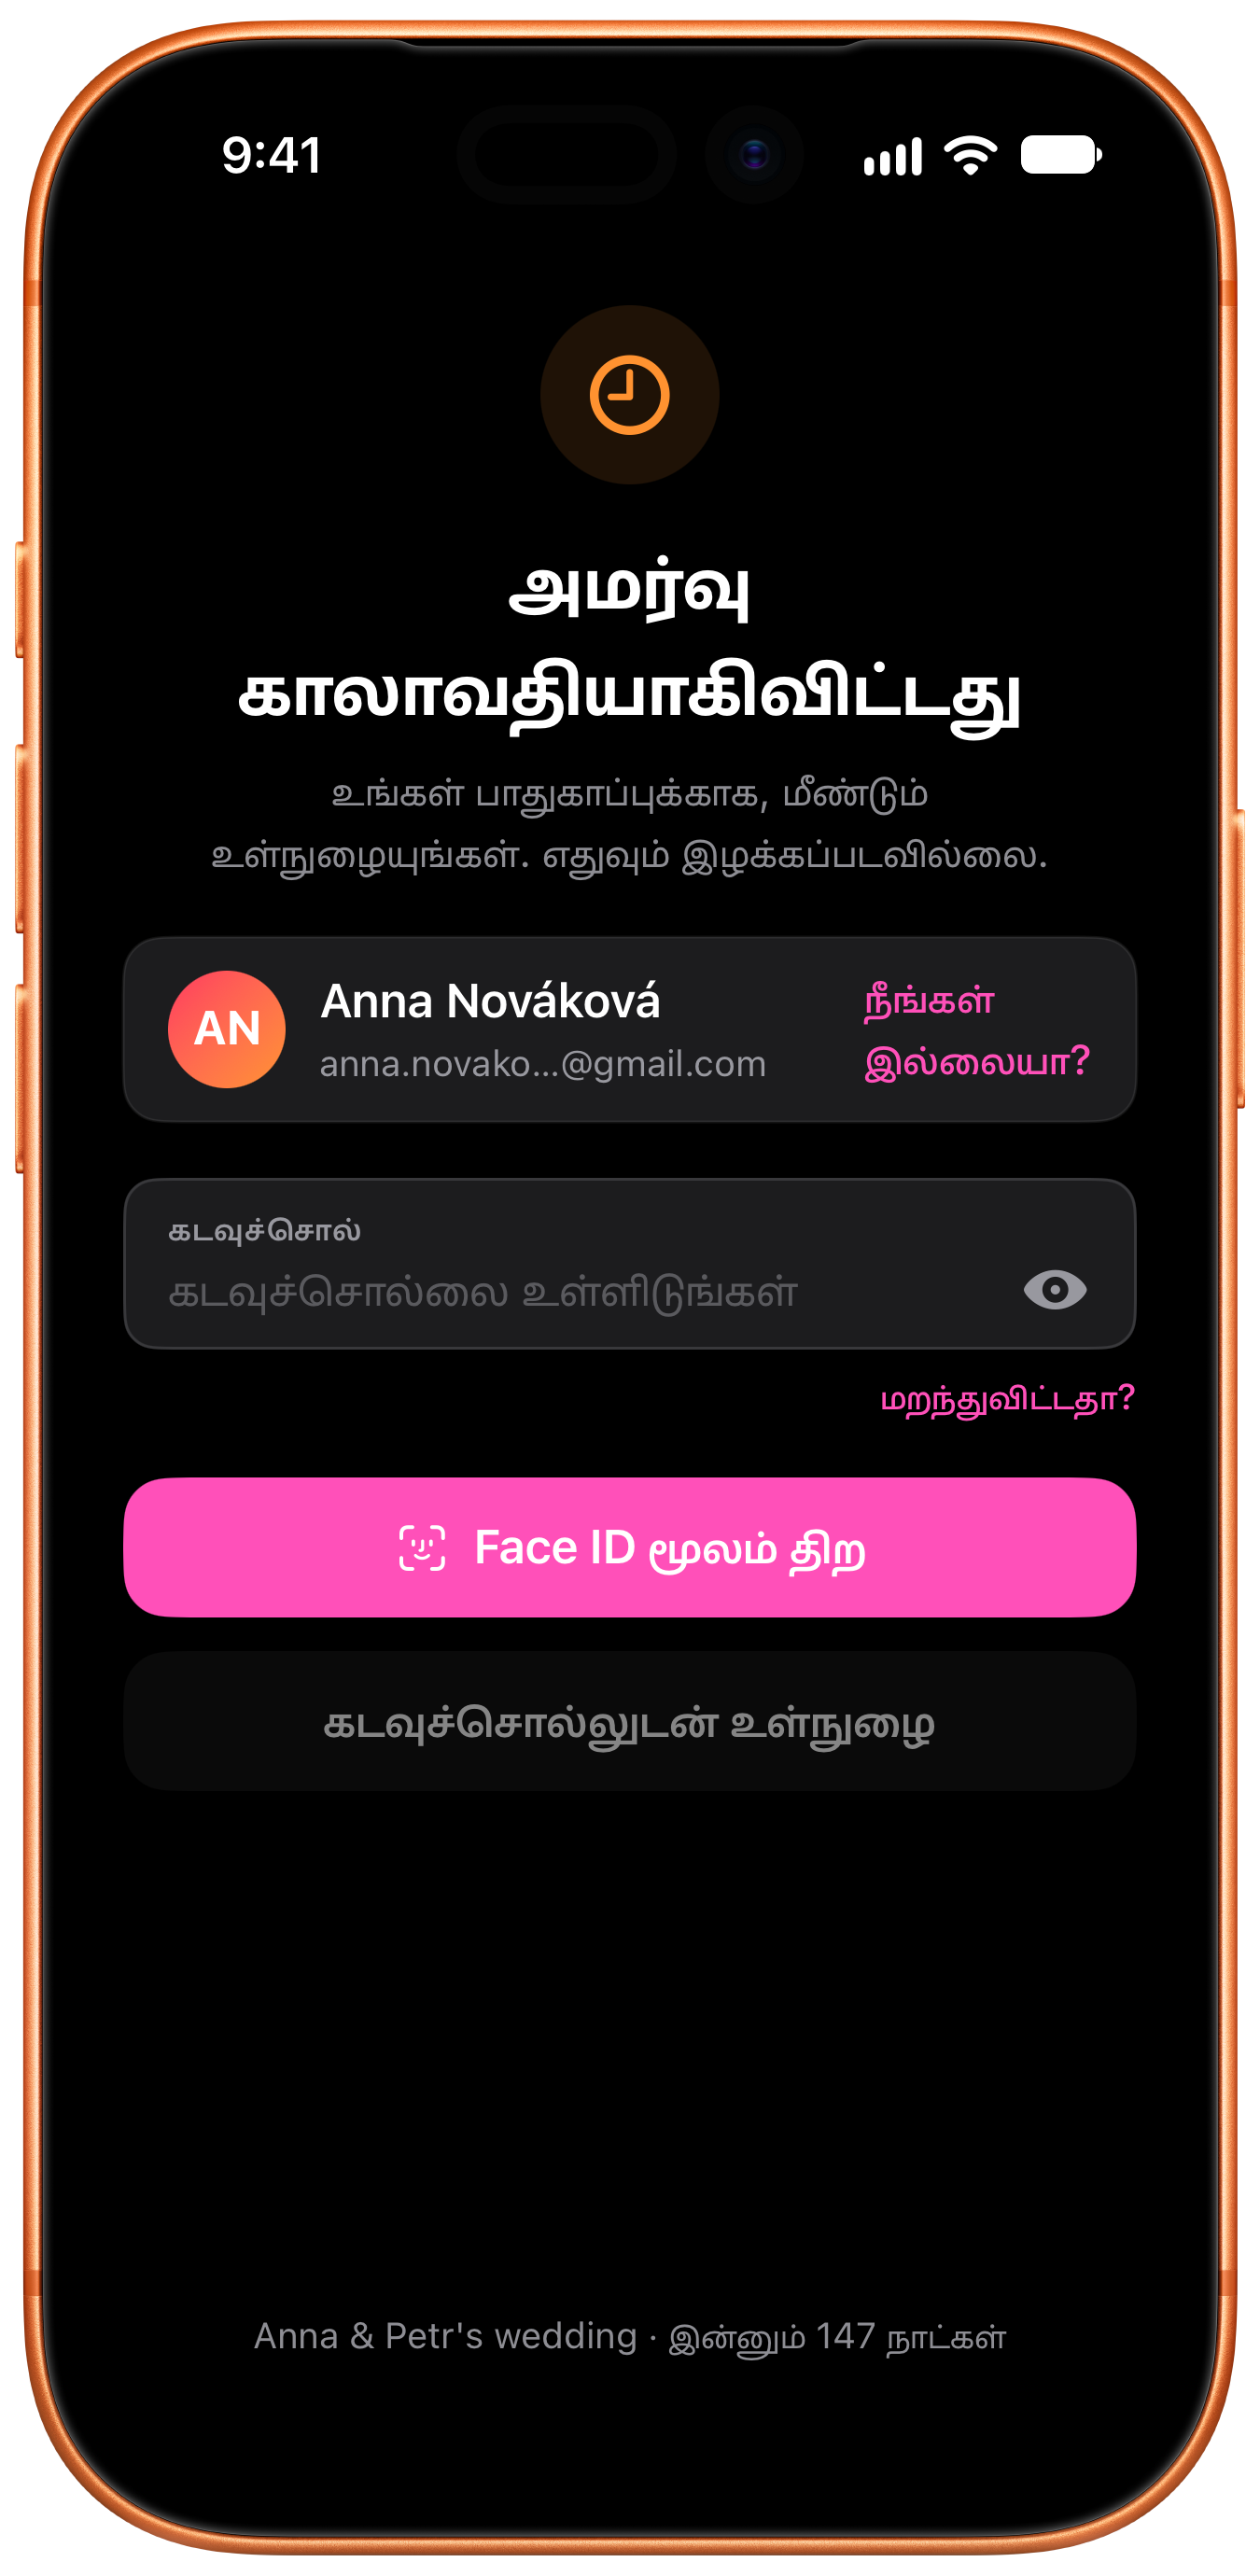 9:41
அமர்வு
காலாவதியாகிவிட்டது
உங்கள் பாதுகாப்புக்காக, மீண்டும்
உள்நுழையுங்கள். எதுவும் இழக்கப்படவில்லை.
AN
Anna Nováková
anna.novako...@gmail.com
நீங்கள்
இல்லையா?
கடவுச்சொல்
கடவுச்சொல்லை உள்ளிடுங்கள்
மறந்துவிட்டதா?
Face ID மூலம் திற
கடவுச்சொல்லுடன் உள்நுழை
Anna & Petr's wedding · இன்னும் 147 நாட்கள்